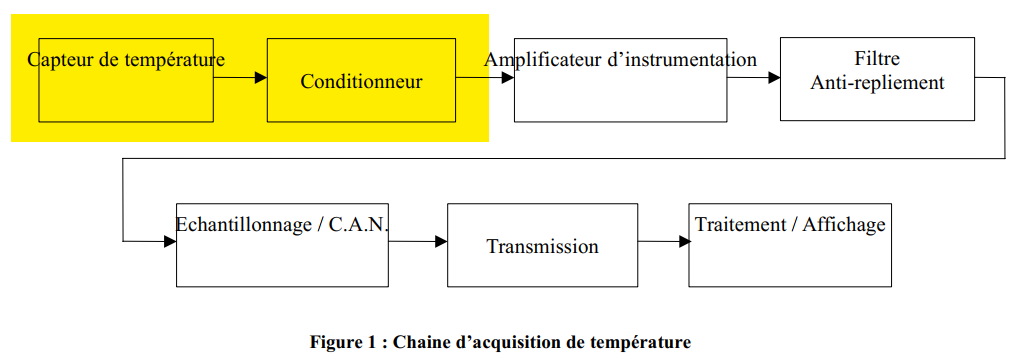 Capteur de température
Conditionneur
Amplificateur d’instrumentation
Filtre
Anti-repliement
Echantillonnage / C.A.N.
Transmission
Traitement / Affichage
Figure 1 : Chaine d’acquisition de température